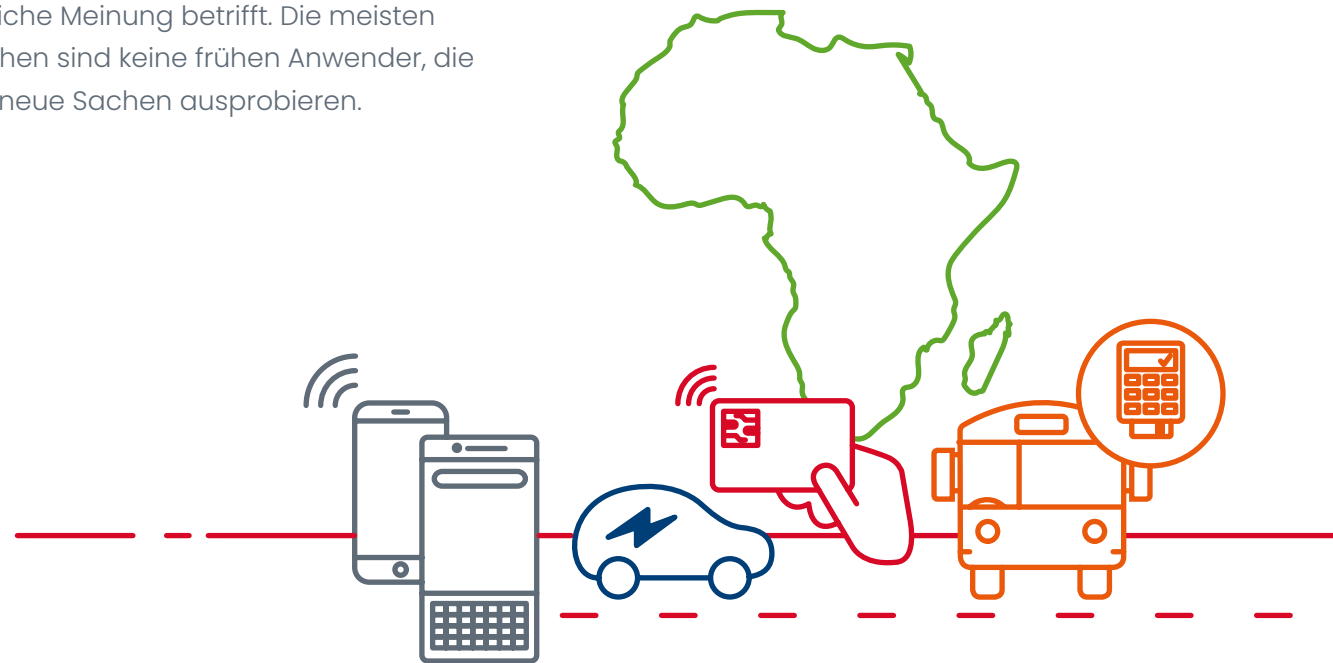 iche Meinung betrifft. Die meisten
hen sind keine frühen Anwender, die
neue Sachen ausprobieren.